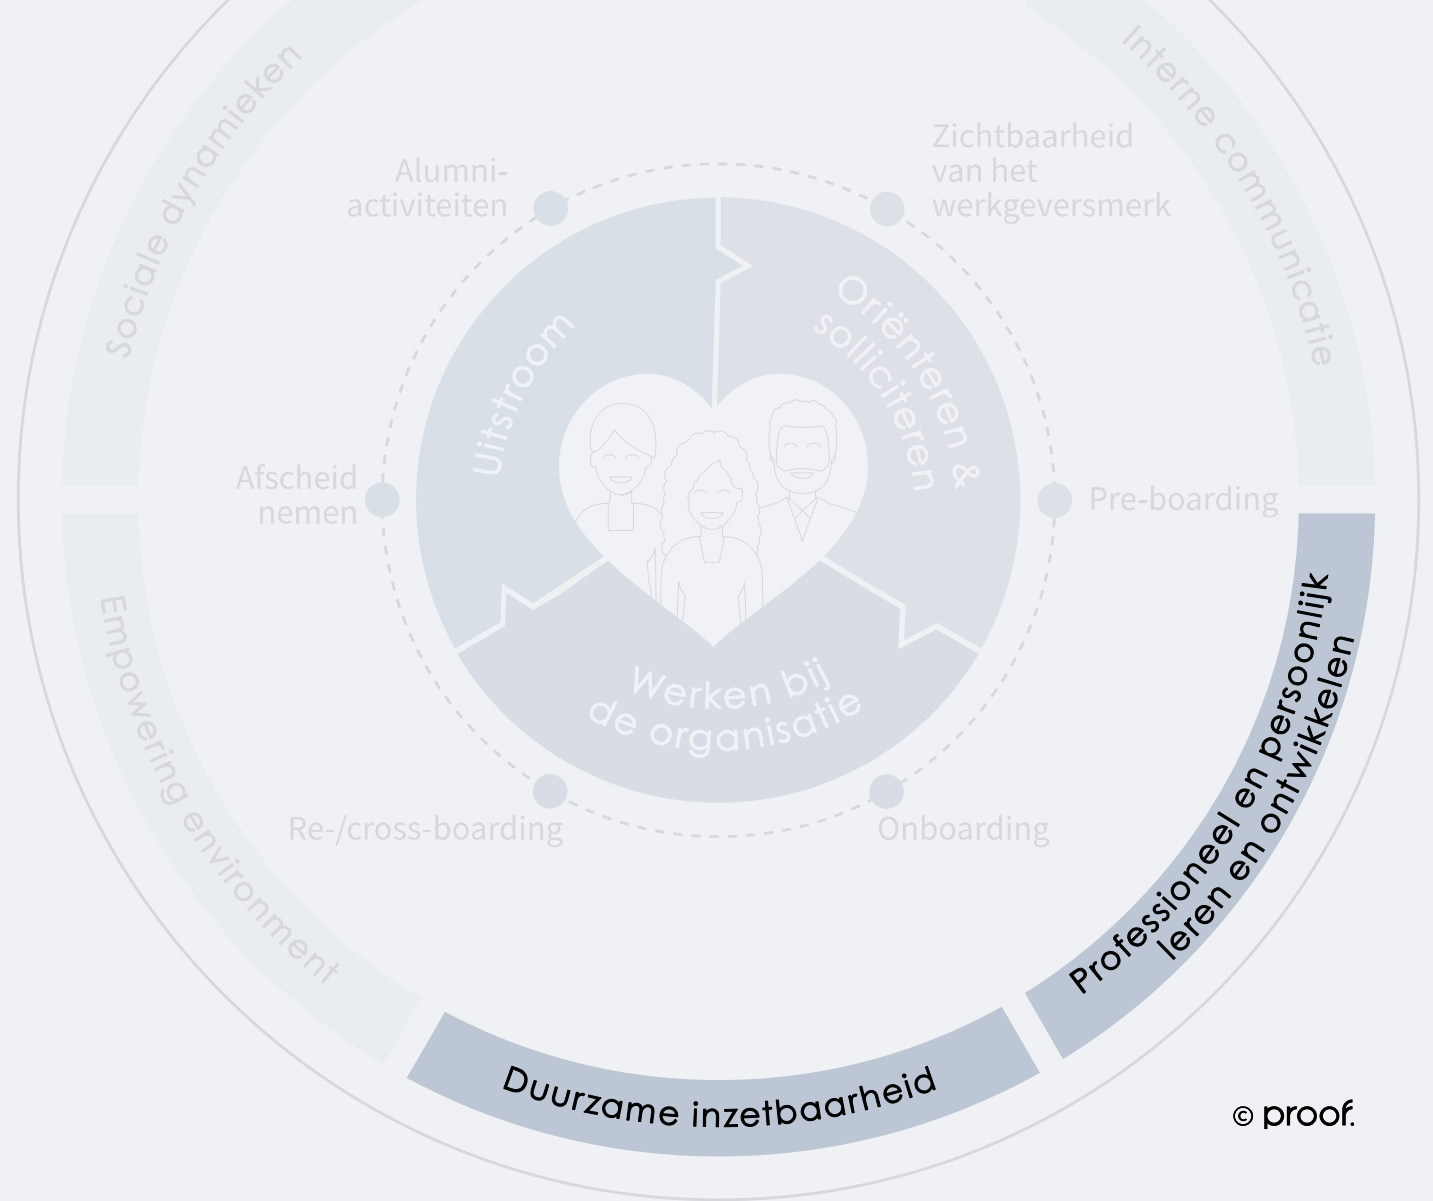 Sociale dynamieken
Interne communicatie
Alumni-
activiteiten
Zichtbaarheid
van het
werkgeversmerk
Uitstroom
Oriënteren &
solliciteren
Afscheid
nemen
Pre-boarding
Werken bij
de organisatie
Re-/cross-boarding
Onboarding
Empowering environment
Professioneel en persoonlijk
leren en ontwikkelen
Duurzame inzetbaarheid
© proof.